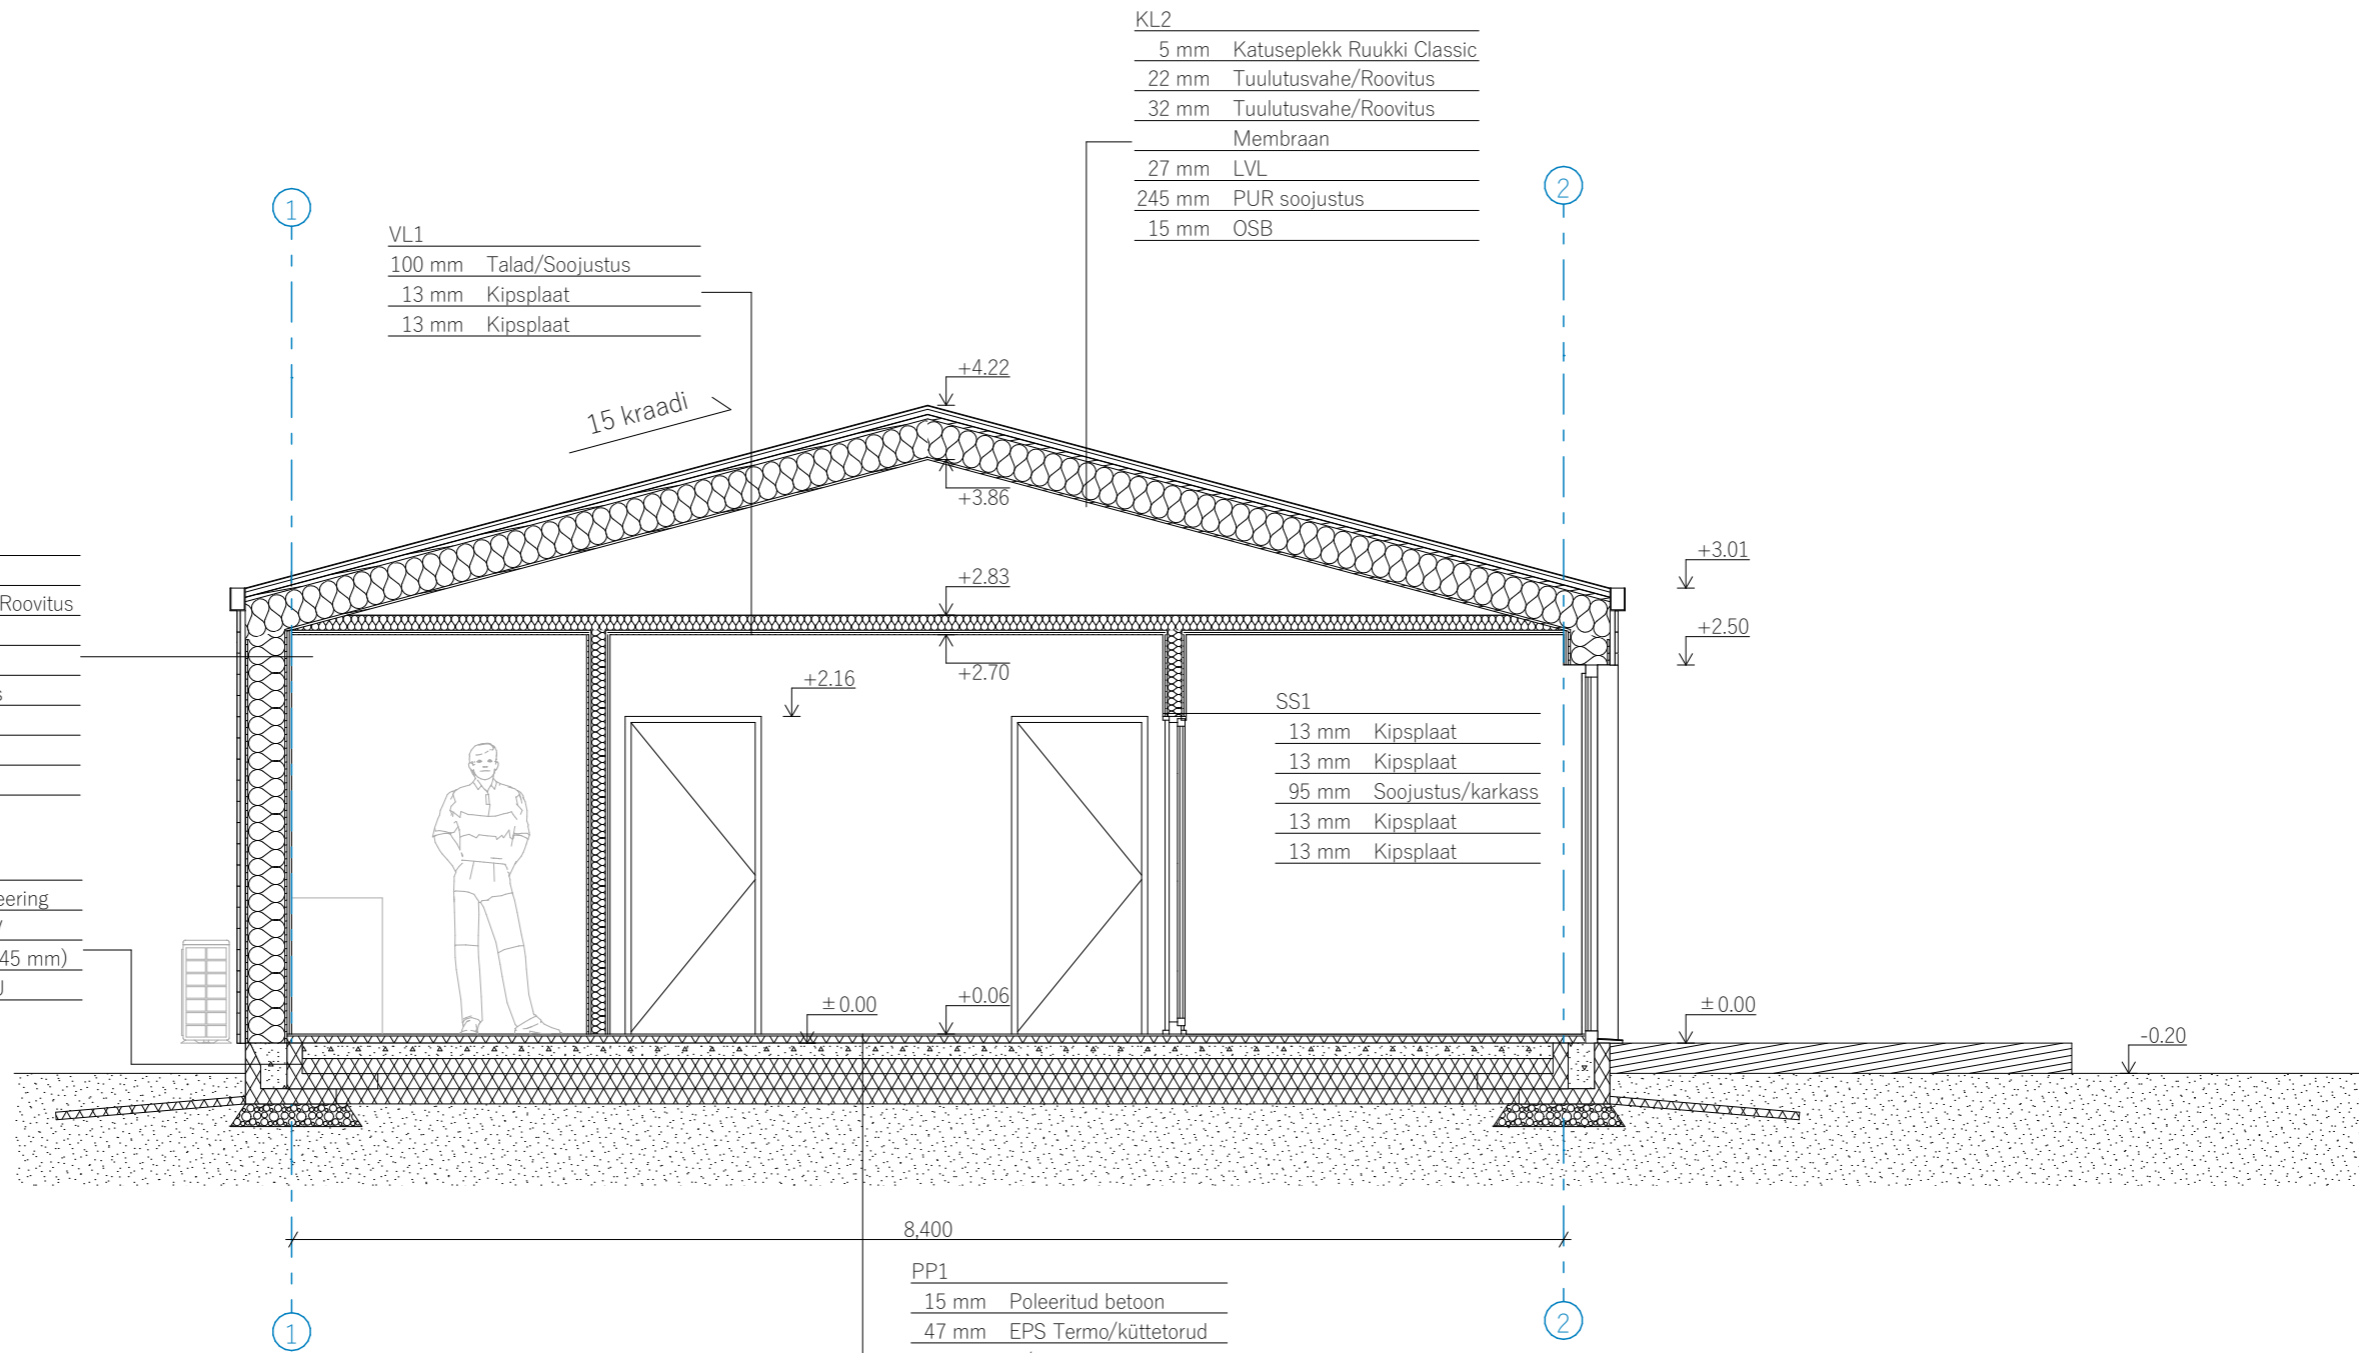 KL2
5 mm Katuseplekk Ruukki Classic
22 mm Tuulutusvahe/Roovitus
32 mm Tuulutusvahe/Roovitus
Membraan
27 mm LVL
245 mm PUR soojustus
15 mm OSB
1
2
VL1
100 mm Talad/Soojustus
13 mm Kipsplaat
13 mm Kipsplaat
15 kraadi
+4.22
+3.86
+3.01
+2.83
+2.50
+2.70
+2.16
Roovitus
SS1
13 mm Kipsplaat
13 mm Kipsplaat
95 mm Soojustus/karkass
13 mm Kipsplaat
13 mm Kipsplaat
45 mm)
±0.00
+0.06
±0.00
-0.20
8,400
PP1
15 mm Poleeritud betoon
47 mm EPS Termo/küttetorud
1
2